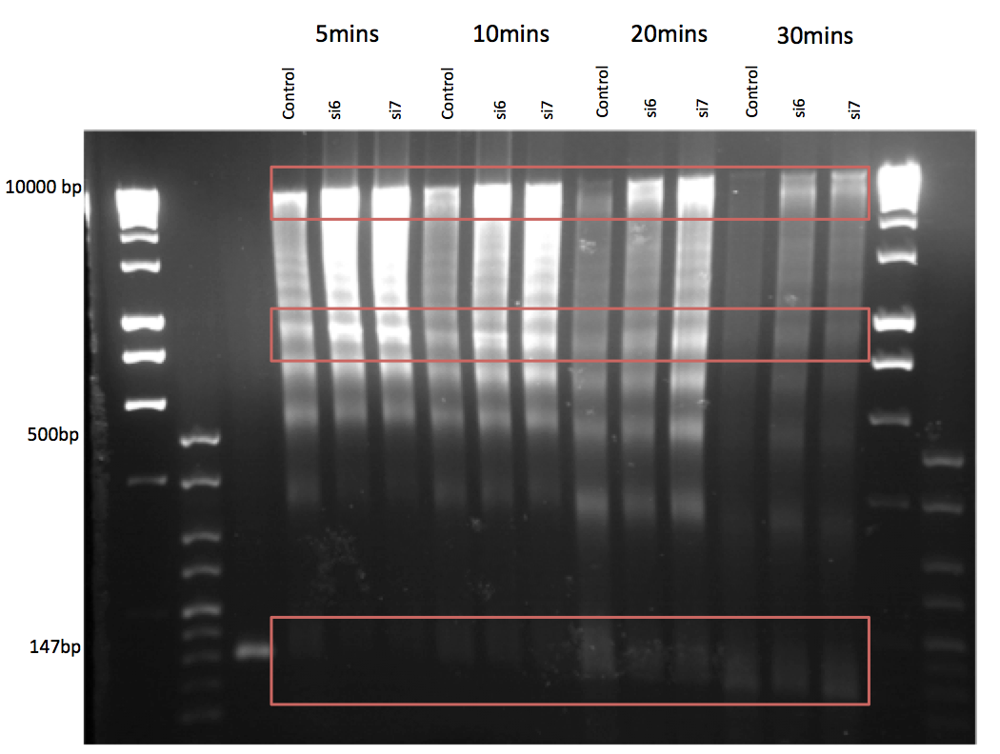 5mins 10mins 20mins 30mins
Control si6 si7 Control si6 si7 Control si6 si7 Control si6 si7
10000 bp
500bp
147bp